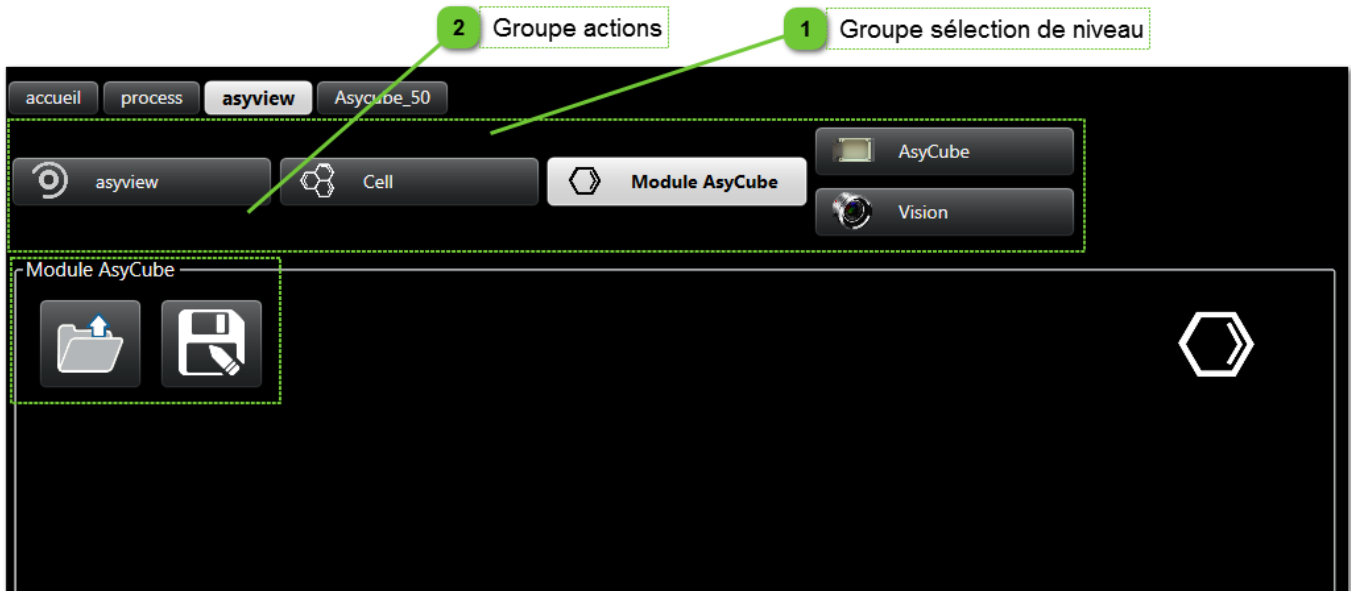 2 Groupe actions
1 Groupe sélection de niveau
accueil process asyview Asycube_50
AsyCube
asyview Cell Module AsyCube
Vision
Module AsyCube